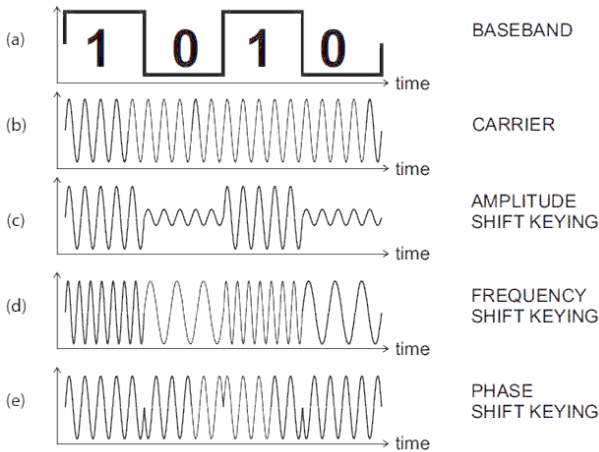 (a) 1 0 1 0 BASEBAND
time
(b) CARRIER
time
(c) AMPLITUDE
SHIFT KEYING
time
(d) FREQUENCY
SHIFT KEYING
time
(e) PHASE
SHIFT KEYING
time